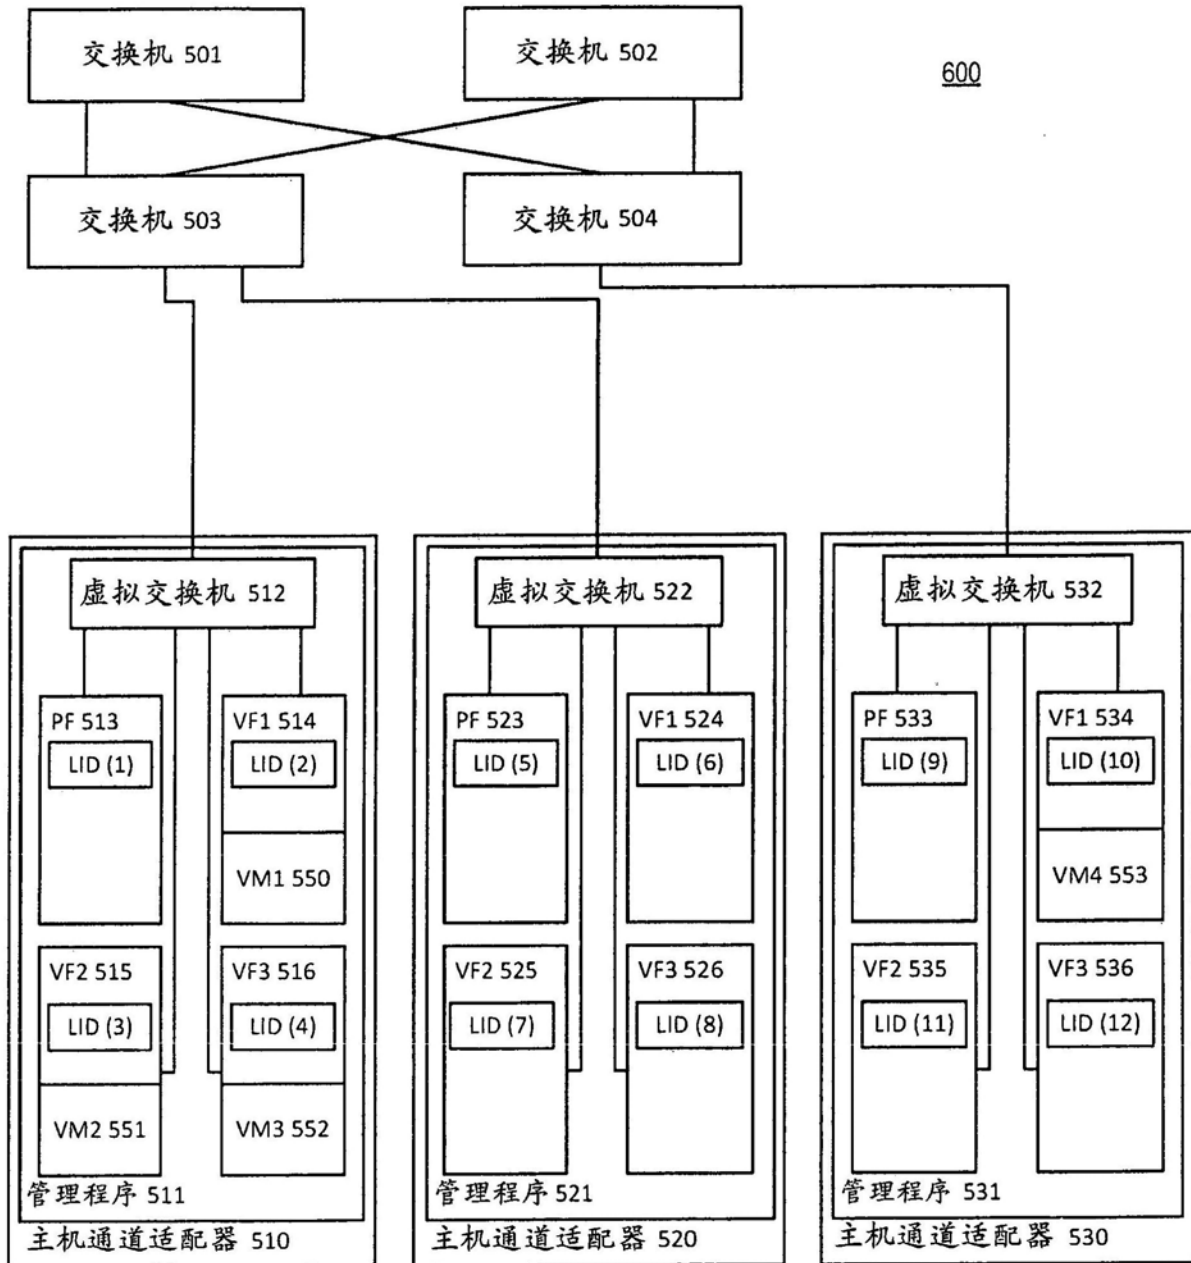 交换机 501
交换机 502
600
交换机 503
交换机 504
虚拟交换机 512
PF 513
LID (1)
VF1 514
LID (2)
VM1 550
VF2 515
LID (3)
VM2 551
VF3 516
LID (4)
VM3 552
管理程序 511
主机通道适配器 510
虚拟交换机 522
PF 523
LID (5)
VF1 524
LID (6)
VF2 525
LID (7)
VF3 526
LID (8)
管理程序 521
主机通道适配器 520
虚拟交换机 532
PF 533
LID (9)
VF1 534
LID (10)
VM4 553
VF2 535
LID (11)
VF3 536
LID (12)
管理程序 531
主机通道适配器 530